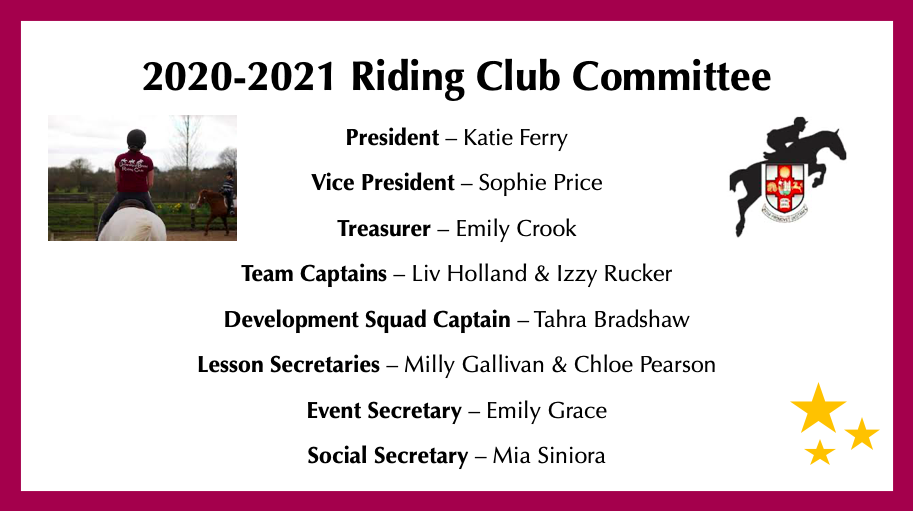 2020-2021 Riding Club Committee
President – Katie Ferry
Vice President – Sophie Price
Treasurer – Emily Crook
Team Captains – Liv Holland & Izzy Rucker
Development Squad Captain – Tahra Bradshaw
Lesson Secretaries – Milly Gallivan & Chloe Pearson
Event Secretary – Emily Grace
Social Secretary – Mia Siniora